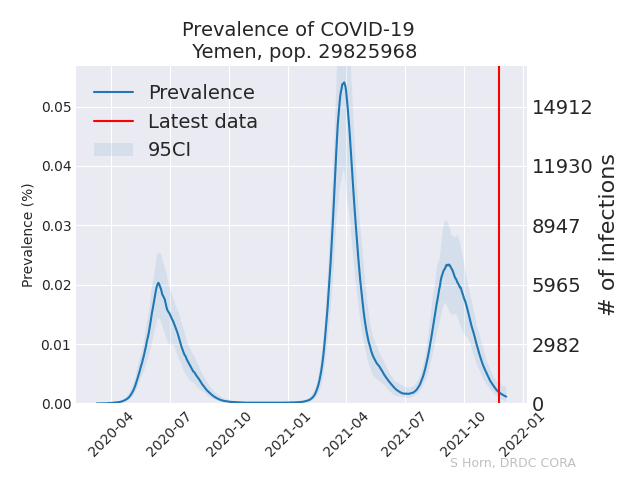 Prevalence of COVID-19
Yemen, pop. 29825968
Prevalence
Latest data
95CI
0.05
0.04
0.03
0.02
0.01
0.00
Prevalence (%)
14912
11930
8947
5965
2982
0
# of infections
2020-04
2020-07
2020-10
2021-01
2021-04
2021-07
2021-10
2022-01
S Horn, DRDC CORA